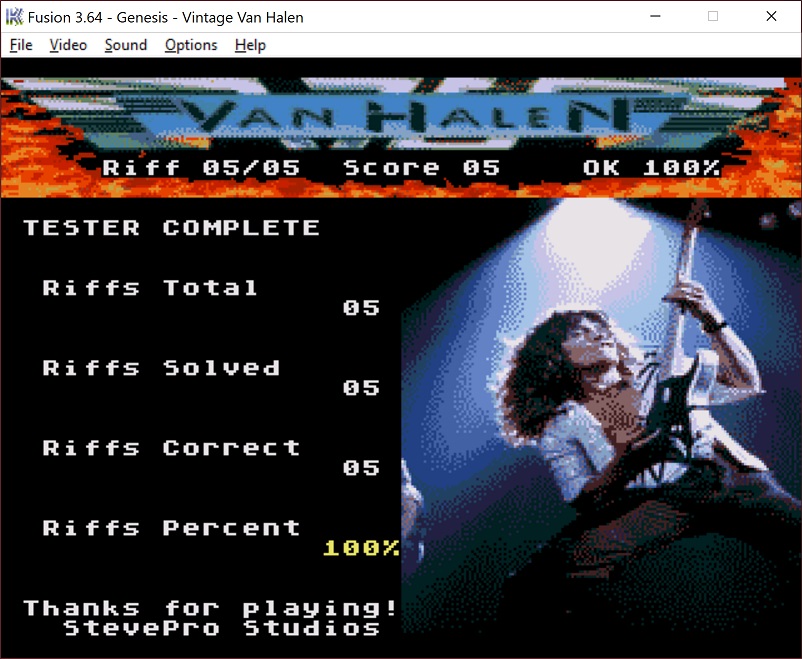 Fusion 3.64 - Genesis - Vintage Van Halen
File Video Sound Options Help
VAN HALEN
Riff 05/05 Score 05 OK 100%
TESTER COMPLETE
Riffs Total
05
Riffs Solved
05
Riffs Correct
05
Riffs Percent
100%
Thanks for playing!
StevePro Studios